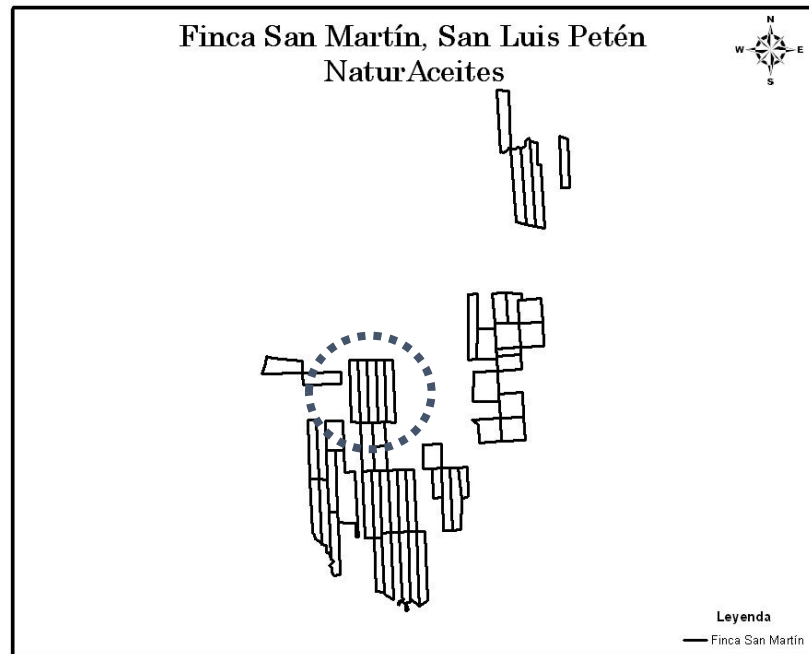 Finca San Martín, San Luis Petén
NaturAceites
N
W E
S
Leyenda
Finca San Martín